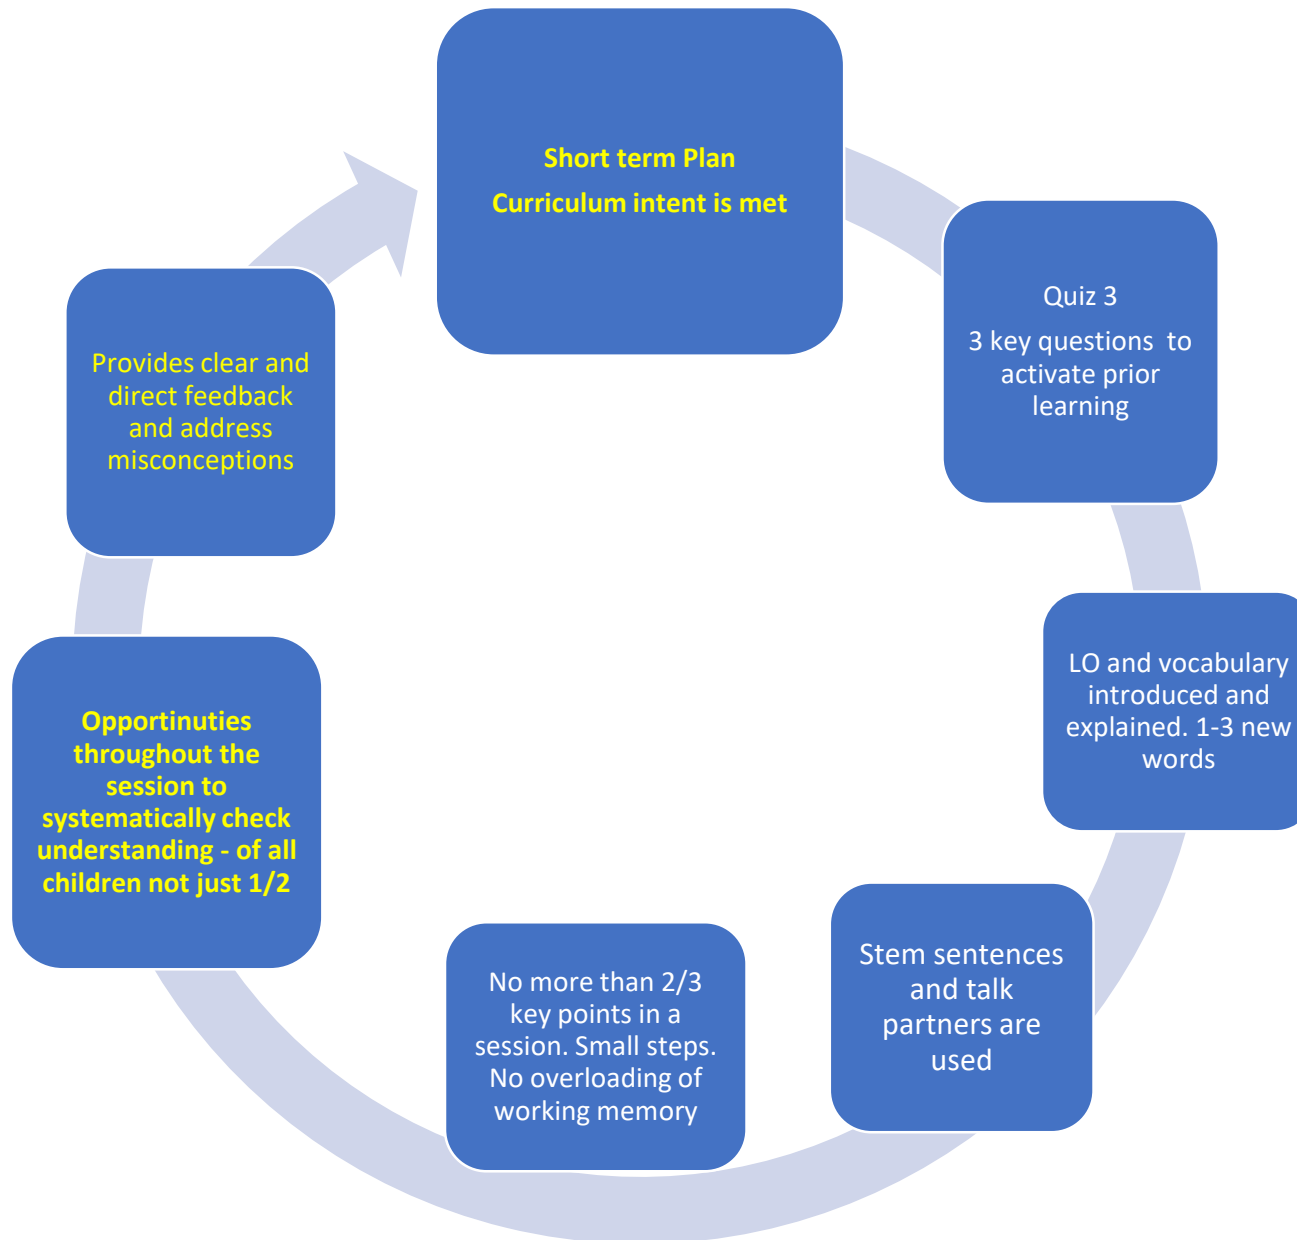 Short term Plan
Curriculum intent is met
Quiz 3
3 key questions  to
activate prior
learning
LO and vocabulary
introduced and
explained. 1-3 new
words
Stem sentences
and talk
partners are
used
No more than 2/3
key points in a
session. Small steps.
No overloading of
working memory
Opportinuties
throughout the
session to
systematically check
understanding - of all
children not just 1/2
Provides clear and
direct feedback
and address
misconceptions